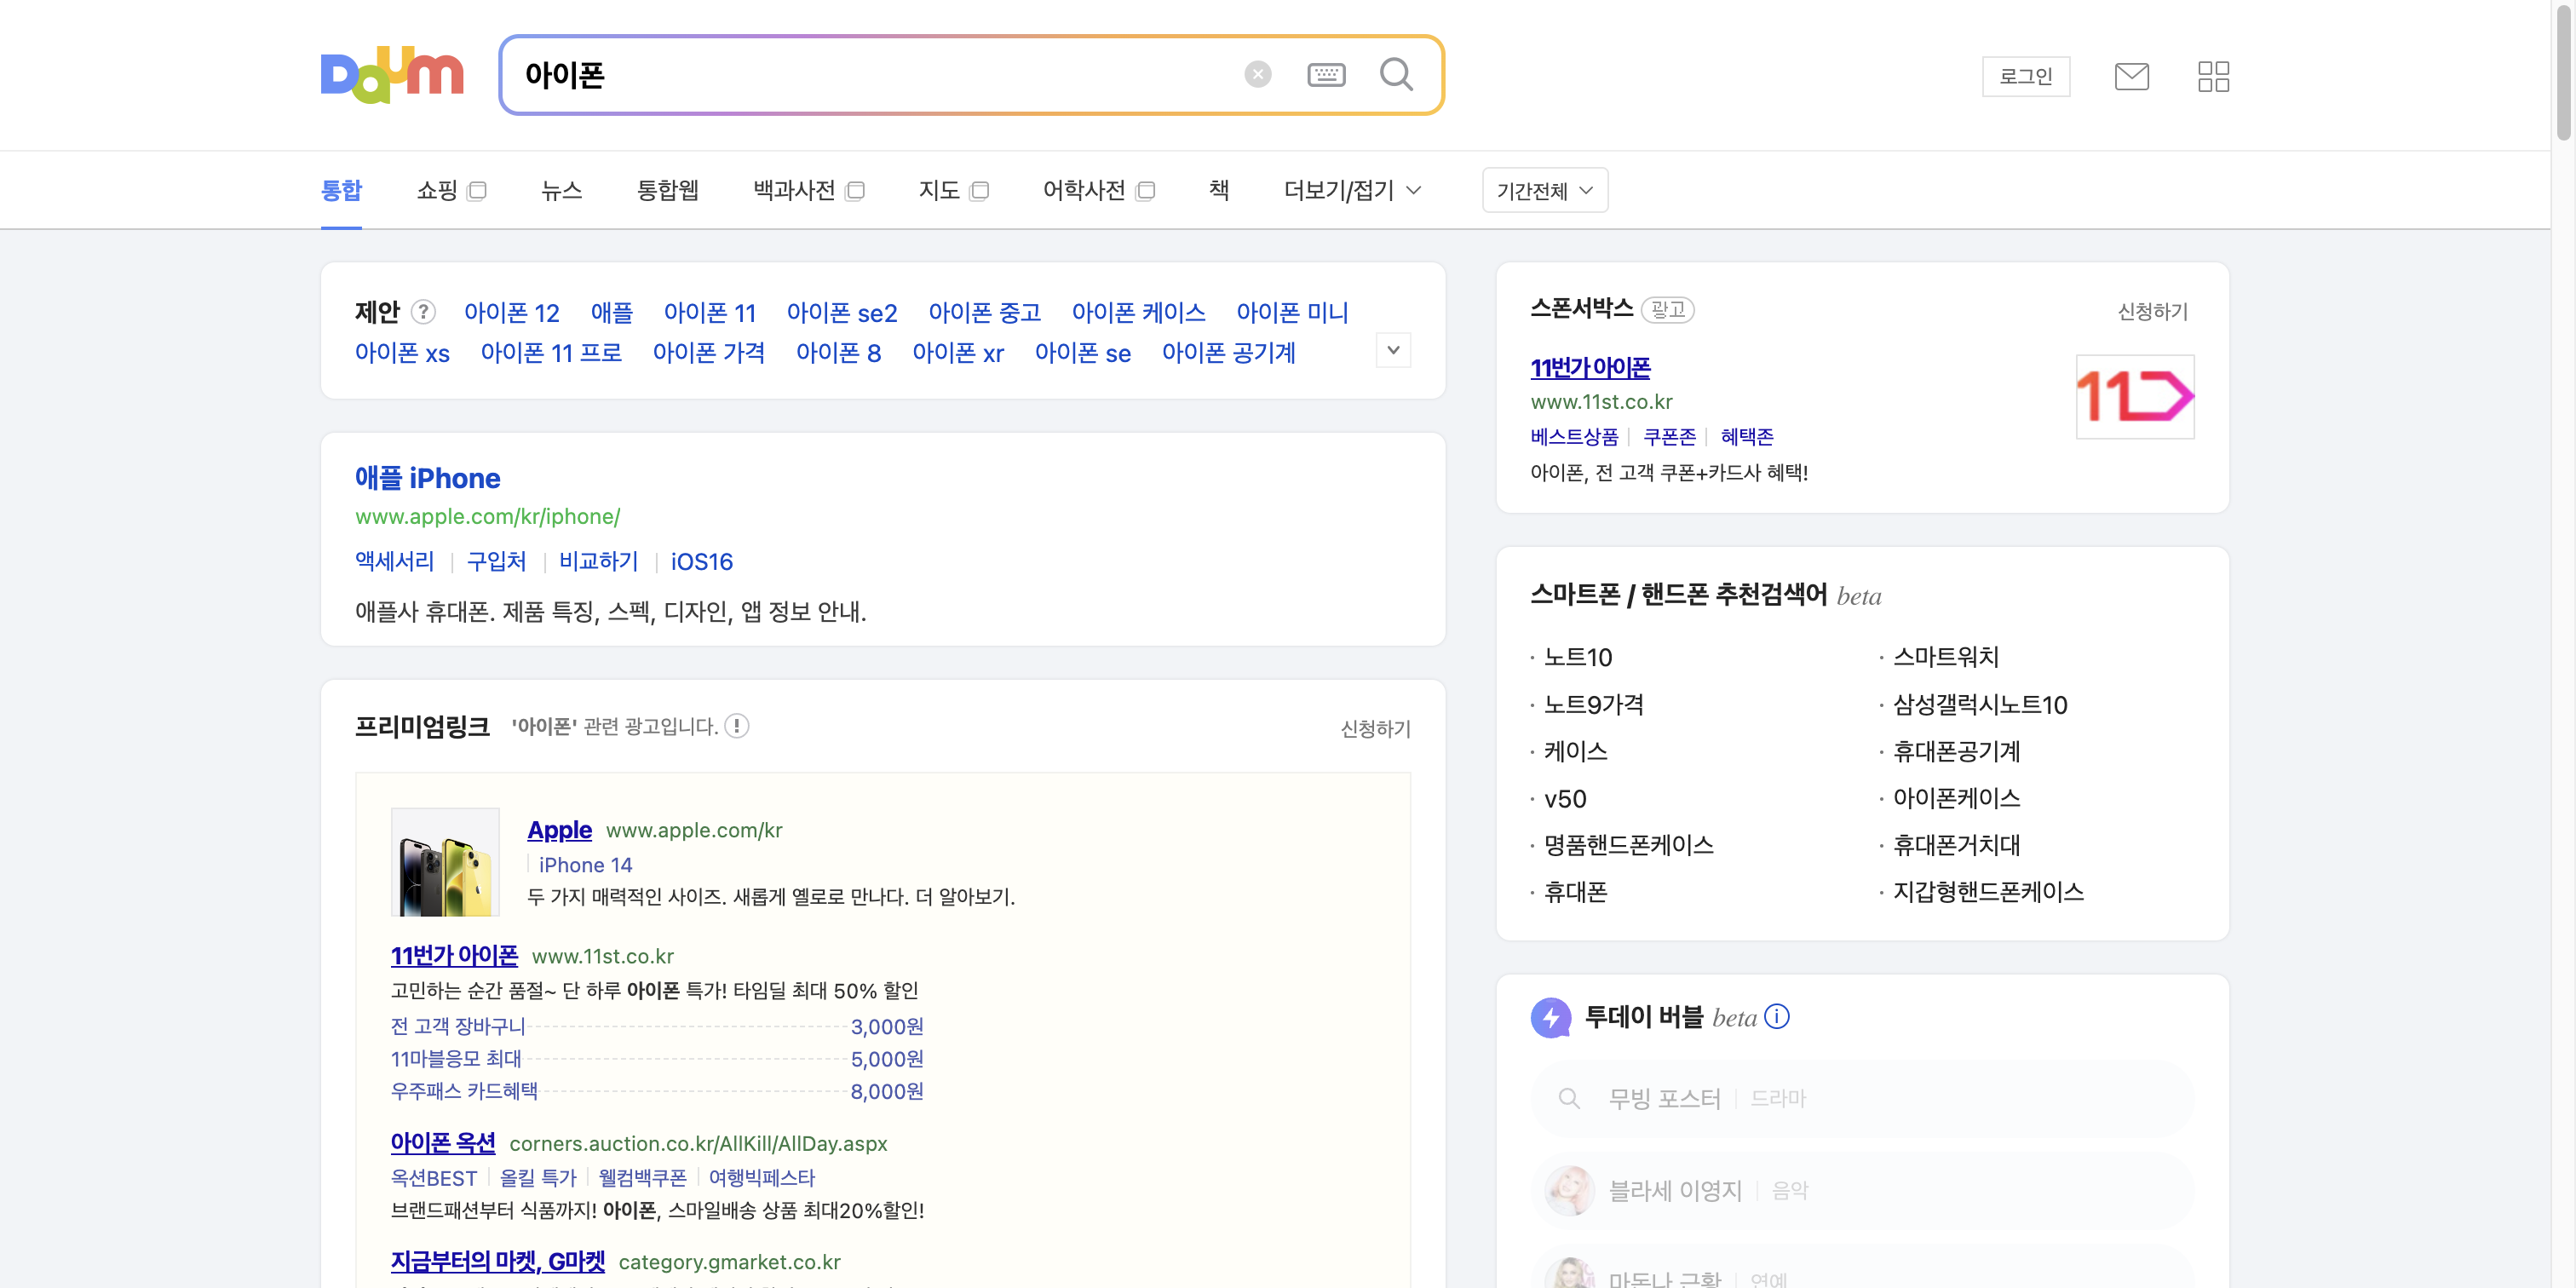 Daum
아이폰
로그인
통합 쇼핑 뉴스 통합웹 백과사전 지도 어학사전 책 더보기/접기 기간전체
제안 ? 아이폰 12 애플 아이폰 11 아이폰 se2 아이폰 중고 아이폰 케이스 아이폰 미니
아이폰 xs 아이폰 11 프로 아이폰 가격 아이폰 8 아이폰 xr 아이폰 se 아이폰 공기계
애플 iPhone
www.apple.com/kr/iphone/
액세서리 구입처 비교하기 iOS16
애플사 휴대폰. 제품 특징, 스펙, 디자인, 앱 정보 안내.
프리미엄링크 '아이폰' 관련 광고입니다. ! 신청하기
Apple www.apple.com/kr
iPhone 14
두 가지 매력적인 사이즈. 새롭게 옐로로 만나다. 더 알아보기.
11번가 아이폰 www.11st.co.kr
고민하는 순간 품절~ 단 하루 아이폰 특가! 타임딜 최대 50% 할인
전 고객 장바구니 3,000원
11마블응모 최대 5,000원
우주패스 카드혜택 8,000원
아이폰 옥션 corners.auction.co.kr/AllKill/AllDay.aspx
옥션BEST 올킬 특가 웰컴백쿠폰 여행빅페스타
브랜드패션부터 식품까지! 아이폰, 스마일배송 상품 최대20%할인!
지금부터의 마켓, G마켓 category.gmarket.co.kr
스폰서박스 광고 신청하기
11번가 아이폰
www.11st.co.kr
베스트상품 쿠폰존 혜택존
아이폰, 전 고객 쿠폰+카드사 혜택!
11
스마트폰 / 핸드폰 추천검색어 beta
· 노트10
· 노트9가격
· 케이스
· v50
· 명품핸드폰케이스
· 휴대폰
· 스마트워치
· 삼성갤럭시노트10
· 휴대폰공기계
· 아이폰케이스
· 휴대폰거치대
· 지갑형핸드폰케이스
투데이 버블 beta i
무빙 포스터 드라마
블라세 이영지 음악
마돈나 근황 연예